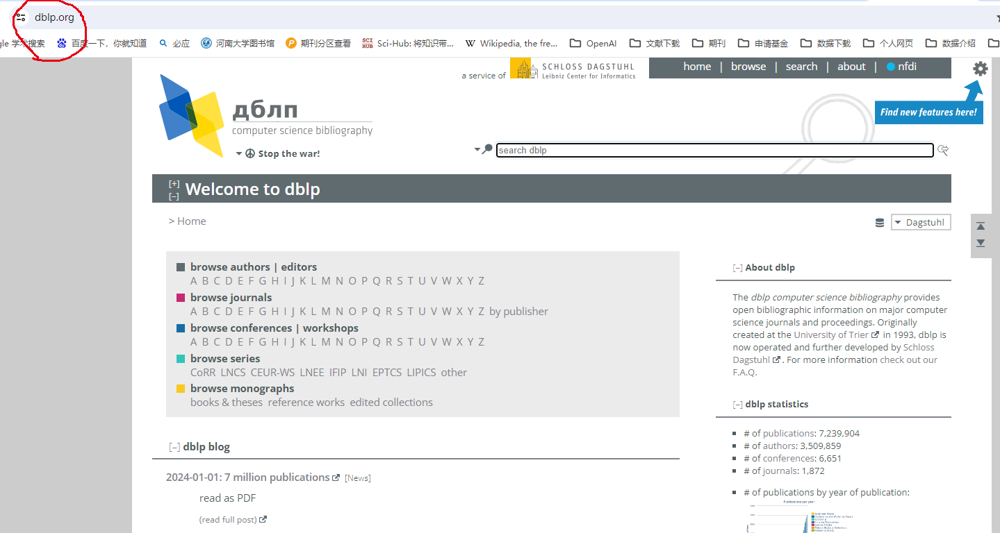 dblp.org
gle 学术搜索 百度一下，你就知道 必应 河南大学图书馆 期刊分区查看 SCI HUB Sci-Hub: 将知识带... W Wikipedia, the fre... OpenAI 文献下载 期刊 申请基金 数据下载 个人网页 数据介绍
a service of SCHLOSS DAGSTUHL
Leibniz Center for Informatics
home | browse | search | about | nfdi
Find new features here!
дблп
computer science bibliography
Stop the war!
search dblp
[+]
[–] Welcome to dblp
> Home
Dagstuhl
browse authors | editors
A B C D E F G H I J K L M N O P Q R S T U V W X Y Z
browse journals
A B C D E F G H I J K L M N O P Q R S T U V W X Y Z by publisher
browse conferences | workshops
A B C D E F G H I J K L M N O P Q R S T U V W X Y Z
browse series
CoRR LNCS CEUR-WS LNEE IFIP LNI EPTCS LIPICS other
browse monographs
books & theses reference works edited collections
[–] dblp blog
2024-01-01: 7 million publications [News]
read as PDF
(read full post)
[–] About dblp
The dblp computer science bibliography provides
open bibliographic information on major computer
science journals and proceedings. Originally
created at the University of Trier in 1993, dblp is
now operated and further developed by Schloss
Dagstuhl . For more information check out our
F.A.Q.
[–] dblp statistics
# of publications: 7,239,904
# of authors: 3,509,859
# of conferences: 6,651
# of journals: 1,872
# of publications by year of publication:
Publications per year